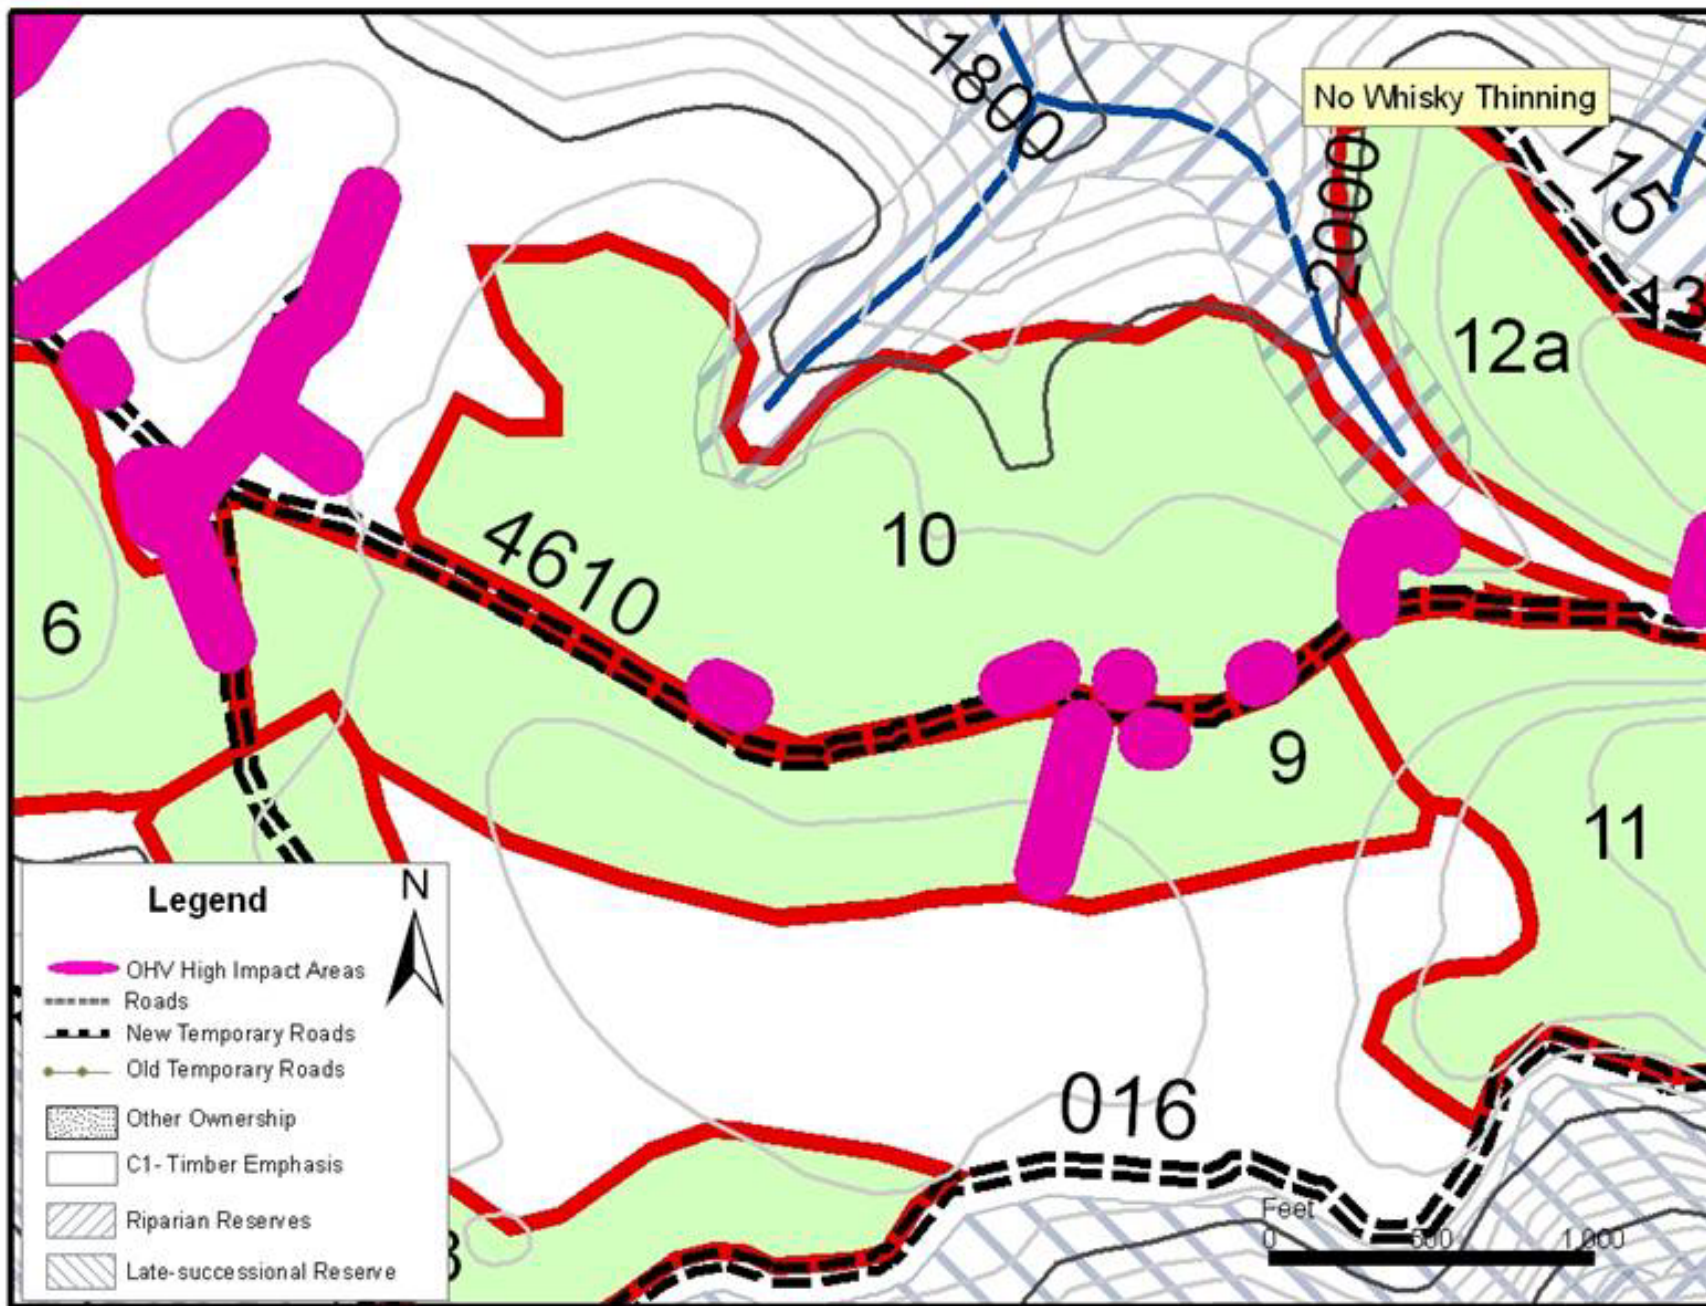 1800
No Whisky Thinning
2000
115
43
12a
10
4610
6
9
11
Legend
N
OHV High Impact Areas
Roads
New Temporary Roads
Old Temporary Roads
Other Ownership
C1- Timber Emphasis
Riparian Reserves
Late-successional Reserve
016
Feet
0 500 1,000